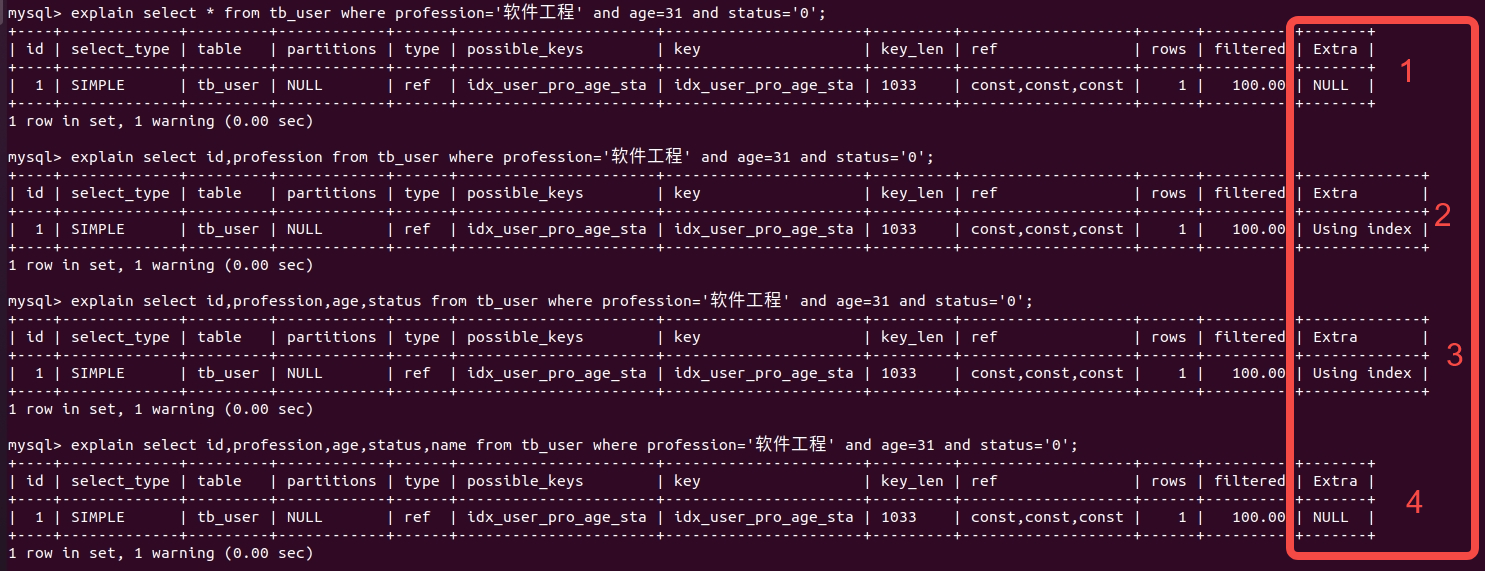 mysql> explain select * from tb_user where profession='软件工程' and age=31 and status='0';
+----+-------------+---------+------------+------+----------------------+----------------------+---------+-------------------+------+----------+-------+
| id | select_type | table   | partitions | type | possible_keys        | key                  | key_len | ref               | rows | filtered | Extra | 1
+----+-------------+---------+------------+------+----------------------+----------------------+---------+-------------------+------+----------+-------+
|  1 | SIMPLE      | tb_user | NULL       | ref  | idx_user_pro_age_sta | idx_user_pro_age_sta | 1033    | const,const,const |    1 |   100.00 | NULL  |
+----+-------------+---------+------------+------+----------------------+----------------------+---------+-------------------+------+----------+-------+
1 row in set, 1 warning (0.00 sec)
mysql> explain select id,profession from tb_user where profession='软件工程' and age=31 and status='0';
+----+-------------+---------+------------+------+----------------------+----------------------+---------+-------------------+------+----------+-------------+
| id | select_type | table   | partitions | type | possible_keys        | key                  | key_len | ref               | rows | filtered | Extra       | 2
+----+-------------+---------+------------+------+----------------------+----------------------+---------+-------------------+------+----------+-------------+
|  1 | SIMPLE      | tb_user | NULL       | ref  | idx_user_pro_age_sta | idx_user_pro_age_sta | 1033    | const,const,const |    1 |   100.00 | Using index |
+----+-------------+---------+------------+------+----------------------+----------------------+---------+-------------------+------+----------+-------------+
1 row in set, 1 warning (0.00 sec)
mysql> explain select id,profession,age,status from tb_user where profession='软件工程' and age=31 and status='0';
+----+-------------+---------+------------+------+----------------------+----------------------+---------+-------------------+------+----------+-------------+
| id | select_type | table   | partitions | type | possible_keys        | key                  | key_len | ref               | rows | filtered | Extra       | 3
+----+-------------+---------+------------+------+----------------------+----------------------+---------+-------------------+------+----------+-------------+
|  1 | SIMPLE      | tb_user | NULL       | ref  | idx_user_pro_age_sta | idx_user_pro_age_sta | 1033    | const,const,const |    1 |   100.00 | Using index |
+----+-------------+---------+------------+------+----------------------+----------------------+---------+-------------------+------+----------+-------------+
1 row in set, 1 warning (0.00 sec)
mysql> explain select id,profession,age,status,name from tb_user where profession='软件工程' and age=31 and status='0';
+----+-------------+---------+------------+------+----------------------+----------------------+---------+-------------------+------+----------+-------+
| id | select_type | table   | partitions | type | possible_keys        | key                  | key_len | ref               | rows | filtered | Extra | 4
+----+-------------+---------+------------+------+----------------------+----------------------+---------+-------------------+------+----------+-------+
|  1 | SIMPLE      | tb_user | NULL       | ref  | idx_user_pro_age_sta | idx_user_pro_age_sta | 1033    | const,const,const |    1 |   100.00 | NULL  |
+----+-------------+---------+------------+------+----------------------+----------------------+---------+-------------------+------+----------+-------+
1 row in set, 1 warning (0.00 sec)